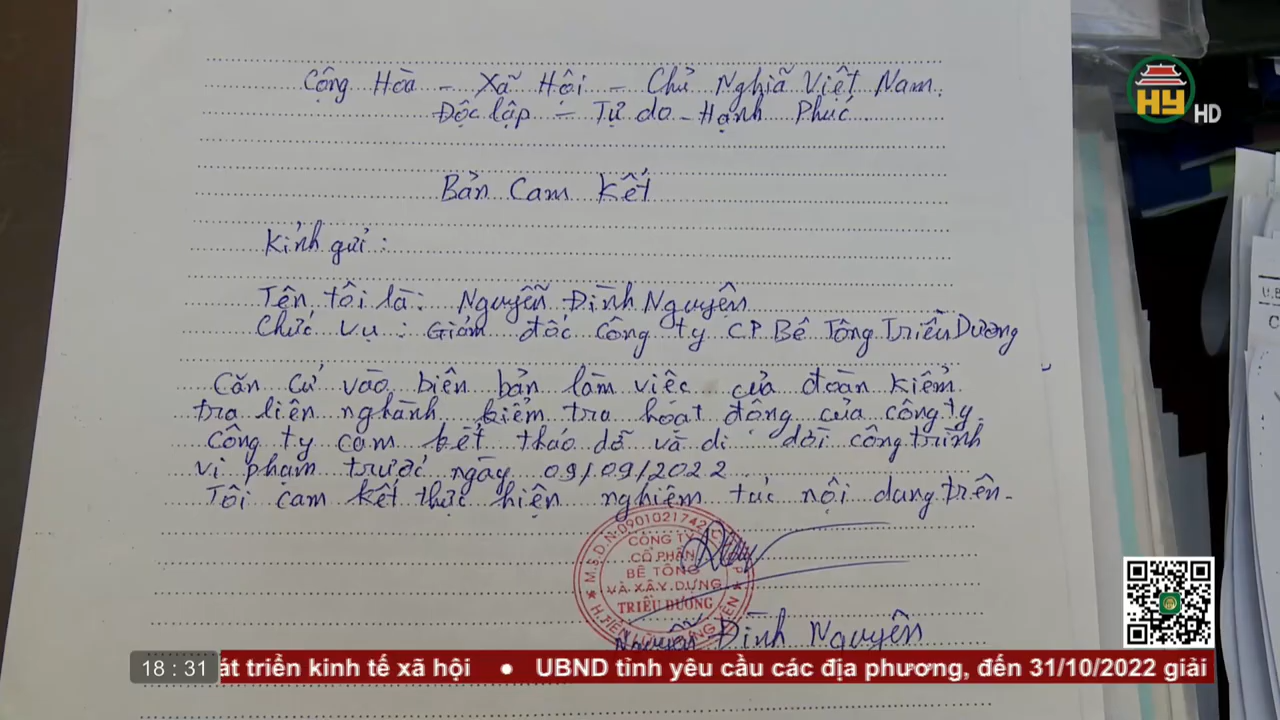 Cộng Hòa - Xã Hội - Chủ Nghĩa Việt Nam.
Độc lập - Tự do - Hạnh Phúc
HY HD
Bản Cam Kết
Kính gửi :
Tên tôi là : Nguyễn Đình Nguyên
Chức vụ : Giám đốc Công ty CP Bê Tông Triều Dương
Căn cứ vào biên bản làm việc của đoàn kiểm
tra liên nghành kiểm tra hoạt động của công ty.
Công ty cam kết tháo dỡ và di dời công trình
vi phạm trước ngày 09/09/2022
Tôi cam kết thực hiện nghiệm túc nội dung trên.
M.S.D.N:0901021742
CÔNG TY
CỔ PHẦN
BÊ TÔNG
VÀ XÂY DỰNG
TRIỀU DƯƠNG
Nguyễn Đình Nguyên
18 : 31 át triển kinh tế xã hội • UBND tỉnh yêu cầu các địa phương, đến 31/10/2022 giải